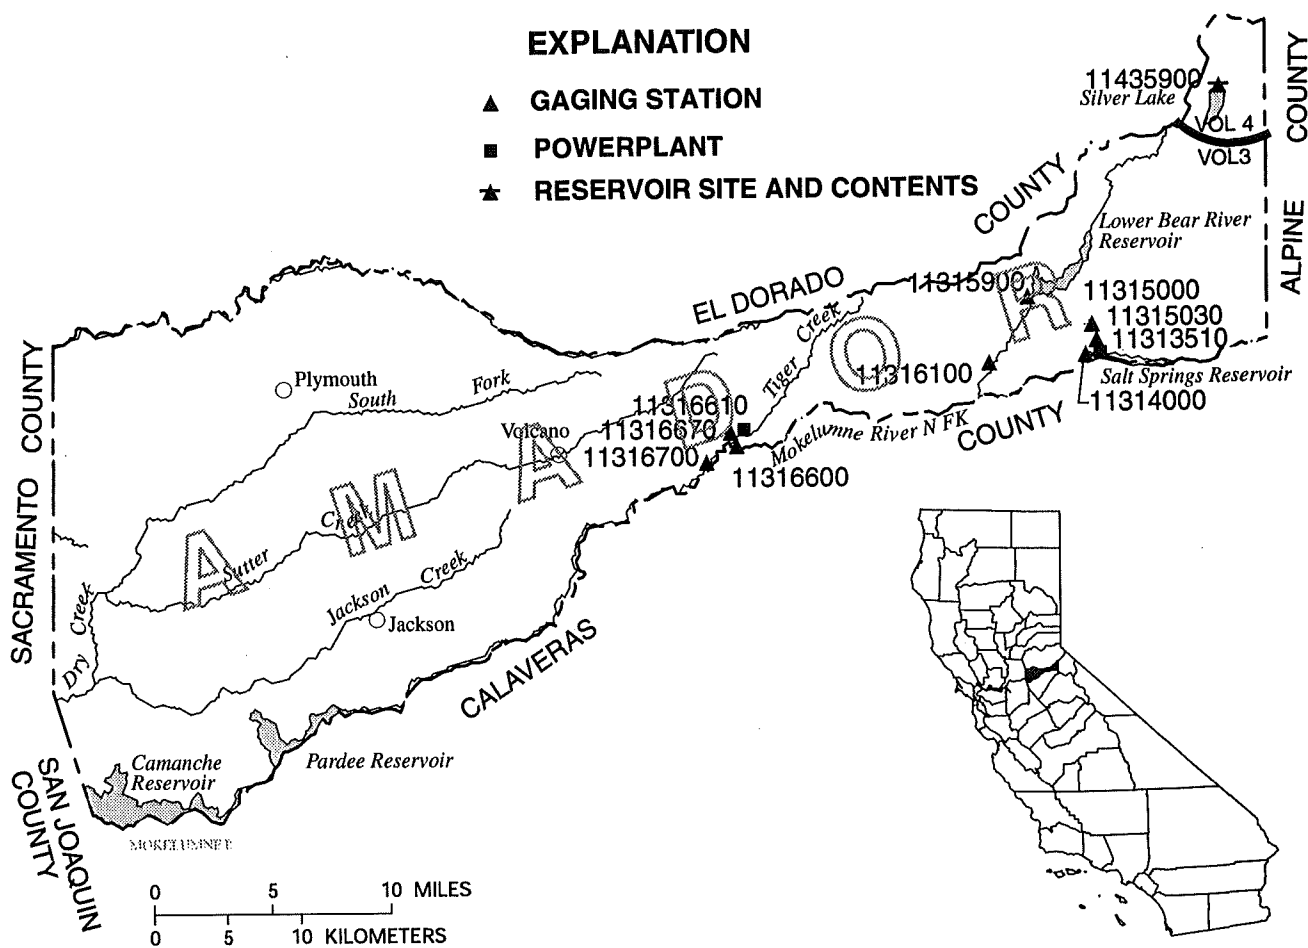 EXPLANATION
GAGING STATION
POWERPLANT
RESERVOIR SITE AND CONTENTS
11435900
Silver Lake
VOL 4
VOL3
COUNTY
ALPINE
COUNTY
Lower Bear River
Reservoir
EL DORADO
11315900
11315000
11315030
11313510
Salt Springs Reservoir
11314000
11316100
Tiger Creek
AMADOR
Mokelumne River N FK
COUNTY
11316610
11316670
11316700
11316600
Plymouth
South Fork
Volcano
Sutter Creek
Jackson Creek
Jackson
Dry Creek
SACRAMENTO COUNTY
CALAVERAS
Camanche
Reservoir
Pardee Reservoir
MOKELUMNE R
SAN JOAQUIN
COUNTY
0 5 10 MILES
0 5 10 KILOMETERS